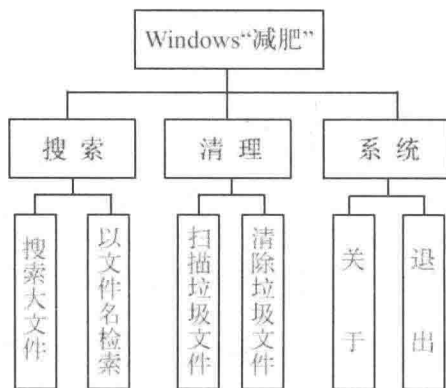 Windows“减肥”
搜 索
清 理
系 统
搜索大文件
以文件名检索
扫描垃圾文件
清除垃圾文件
关于
退出